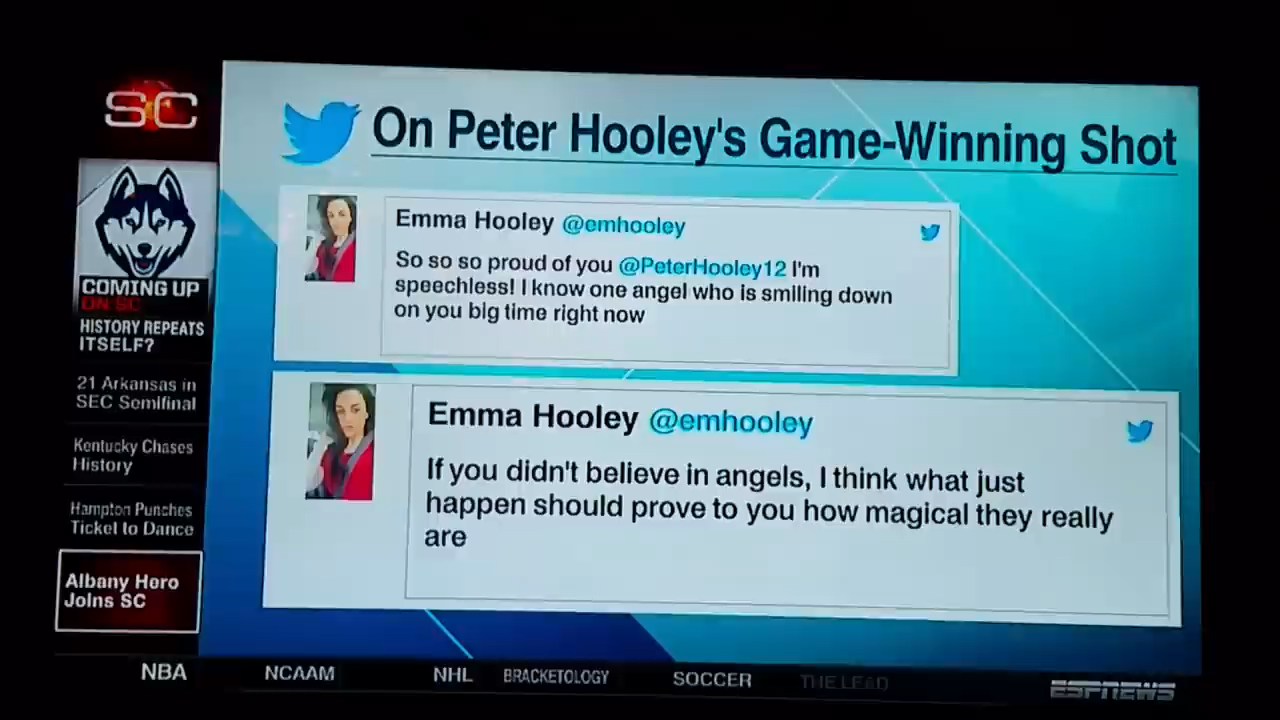 SC
On Peter Hooley's Game-Winning Shot
Emma Hooley @emhooley
So so so proud of you @PeterHooley12 I'm
speechless! I know one angel who is smiling down
on you big time right now
Emma Hooley @emhooley
If you didn't believe in angels, I think what just
happen should prove to you how magical they really
are
COMING UP
ON SC
HISTORY REPEATS
ITSELF?
21 Arkansas in
SEC Semifinal
Kentucky Chases
History
Hampton Punches
Ticket to Dance
Albany Hero
Joins SC
NBA NCAAM NHL BRACKETOLOGY SOCCER THE LEAD
ESPNEWS